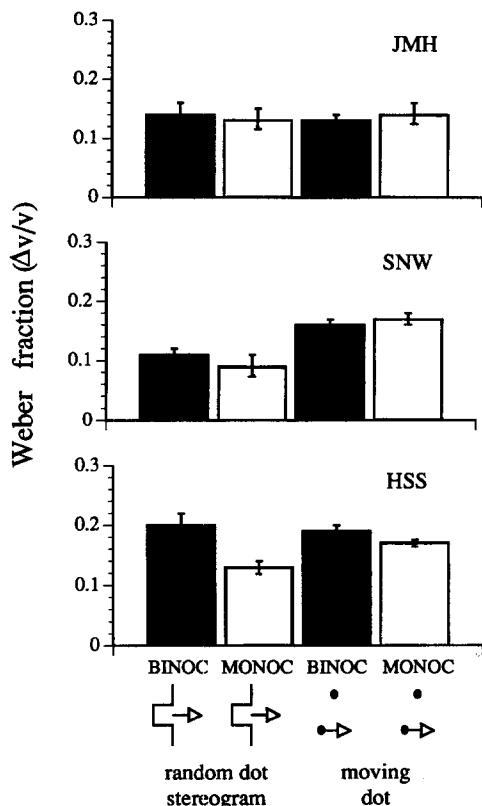 JMH
0.3
0.2
0.1
0
SNW
0.3
0.2
0.1
0
HSS
0.3
0.2
0.1
0
Weber fraction (Δv/v)
BINOC MONOC BINOC MONOC
random dot stereogram
moving dot